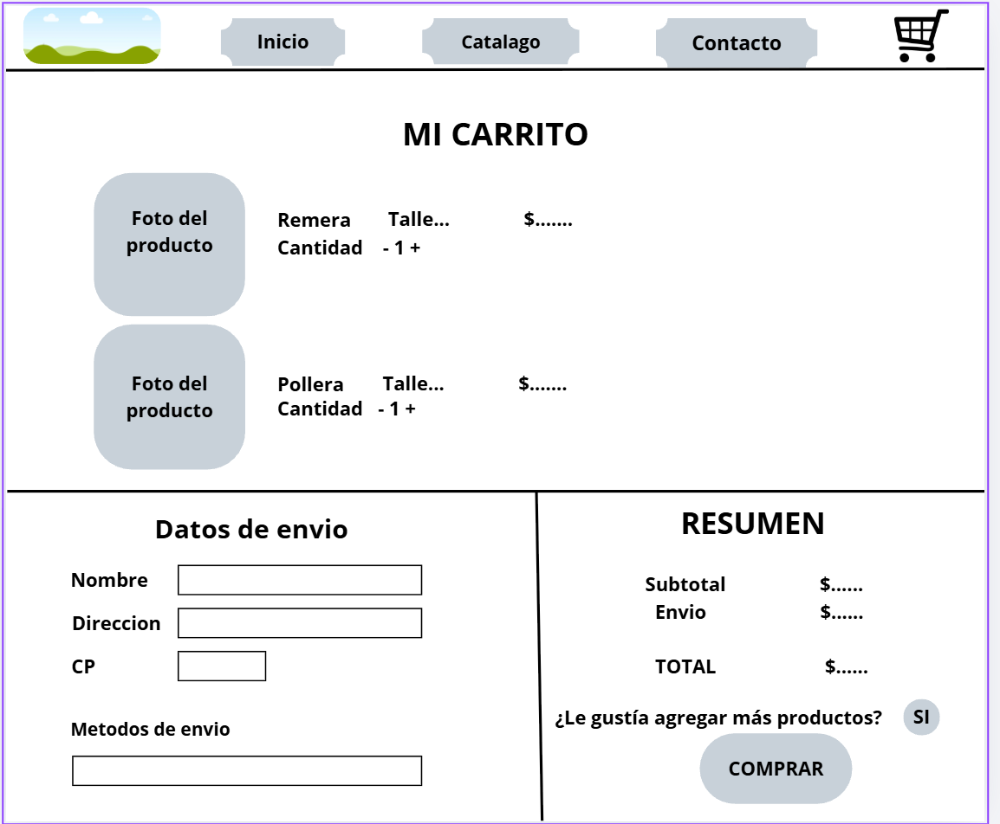 Inicio Catalago Contacto
MI CARRITO
Foto del
producto
Remera Talle... $.......
Cantidad - 1 +
Foto del
producto
Pollera Talle... $.......
Cantidad - 1 +
Datos de envio
Nombre
Direccion
CP
Metodos de envio
RESUMEN
Subtotal $......
Envio $......
TOTAL $......
¿Le gustía agregar más productos? SI
COMPRAR